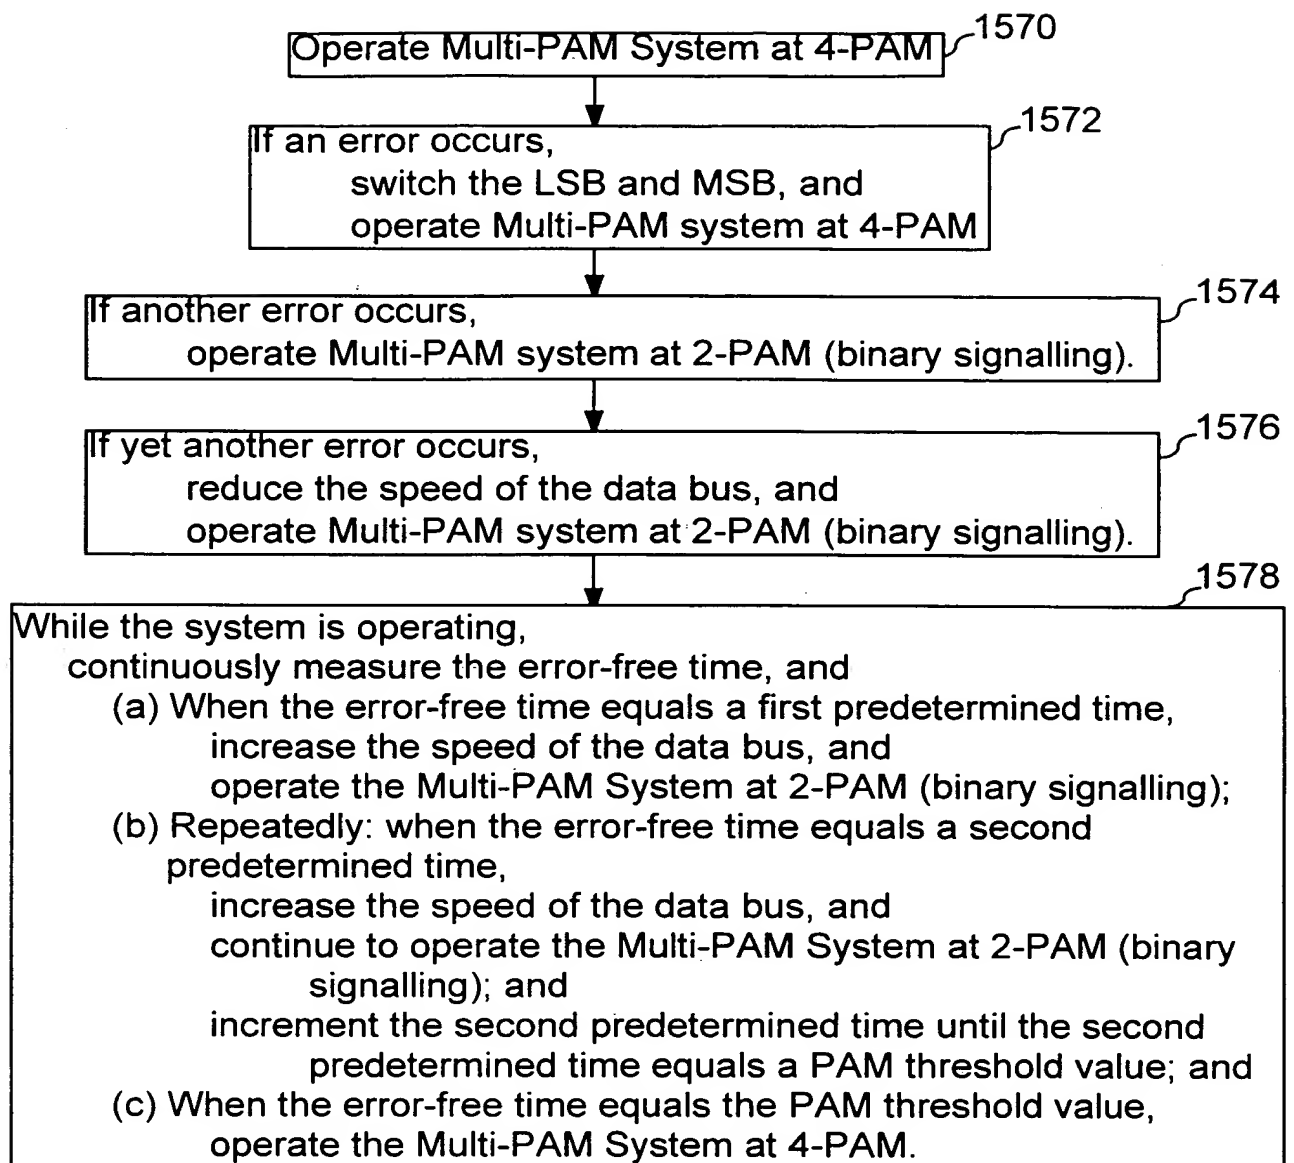 Operate Multi-PAM System at 4-PAM
1570
1572
If an error occurs,
switch the LSB and MSB, and
operate Multi-PAM system at 4-PAM
1574
If another error occurs,
operate Multi-PAM system at 2-PAM (binary signalling).
1576
If yet another error occurs,
reduce the speed of the data bus, and
operate Multi-PAM system at 2-PAM (binary signalling).
1578
While the system is operating,
continuously measure the error-free time, and
(a) When the error-free time equals a first predetermined time,
increase the speed of the data bus, and
operate the Multi-PAM System at 2-PAM (binary signalling);
(b) Repeatedly: when the error-free time equals a second
predetermined time,
increase the speed of the data bus, and
continue to operate the Multi-PAM System at 2-PAM (binary
signalling); and
increment the second predetermined time until the second
predetermined time equals a PAM threshold value; and
(c) When the error-free time equals the PAM threshold value,
operate the Multi-PAM System at 4-PAM.